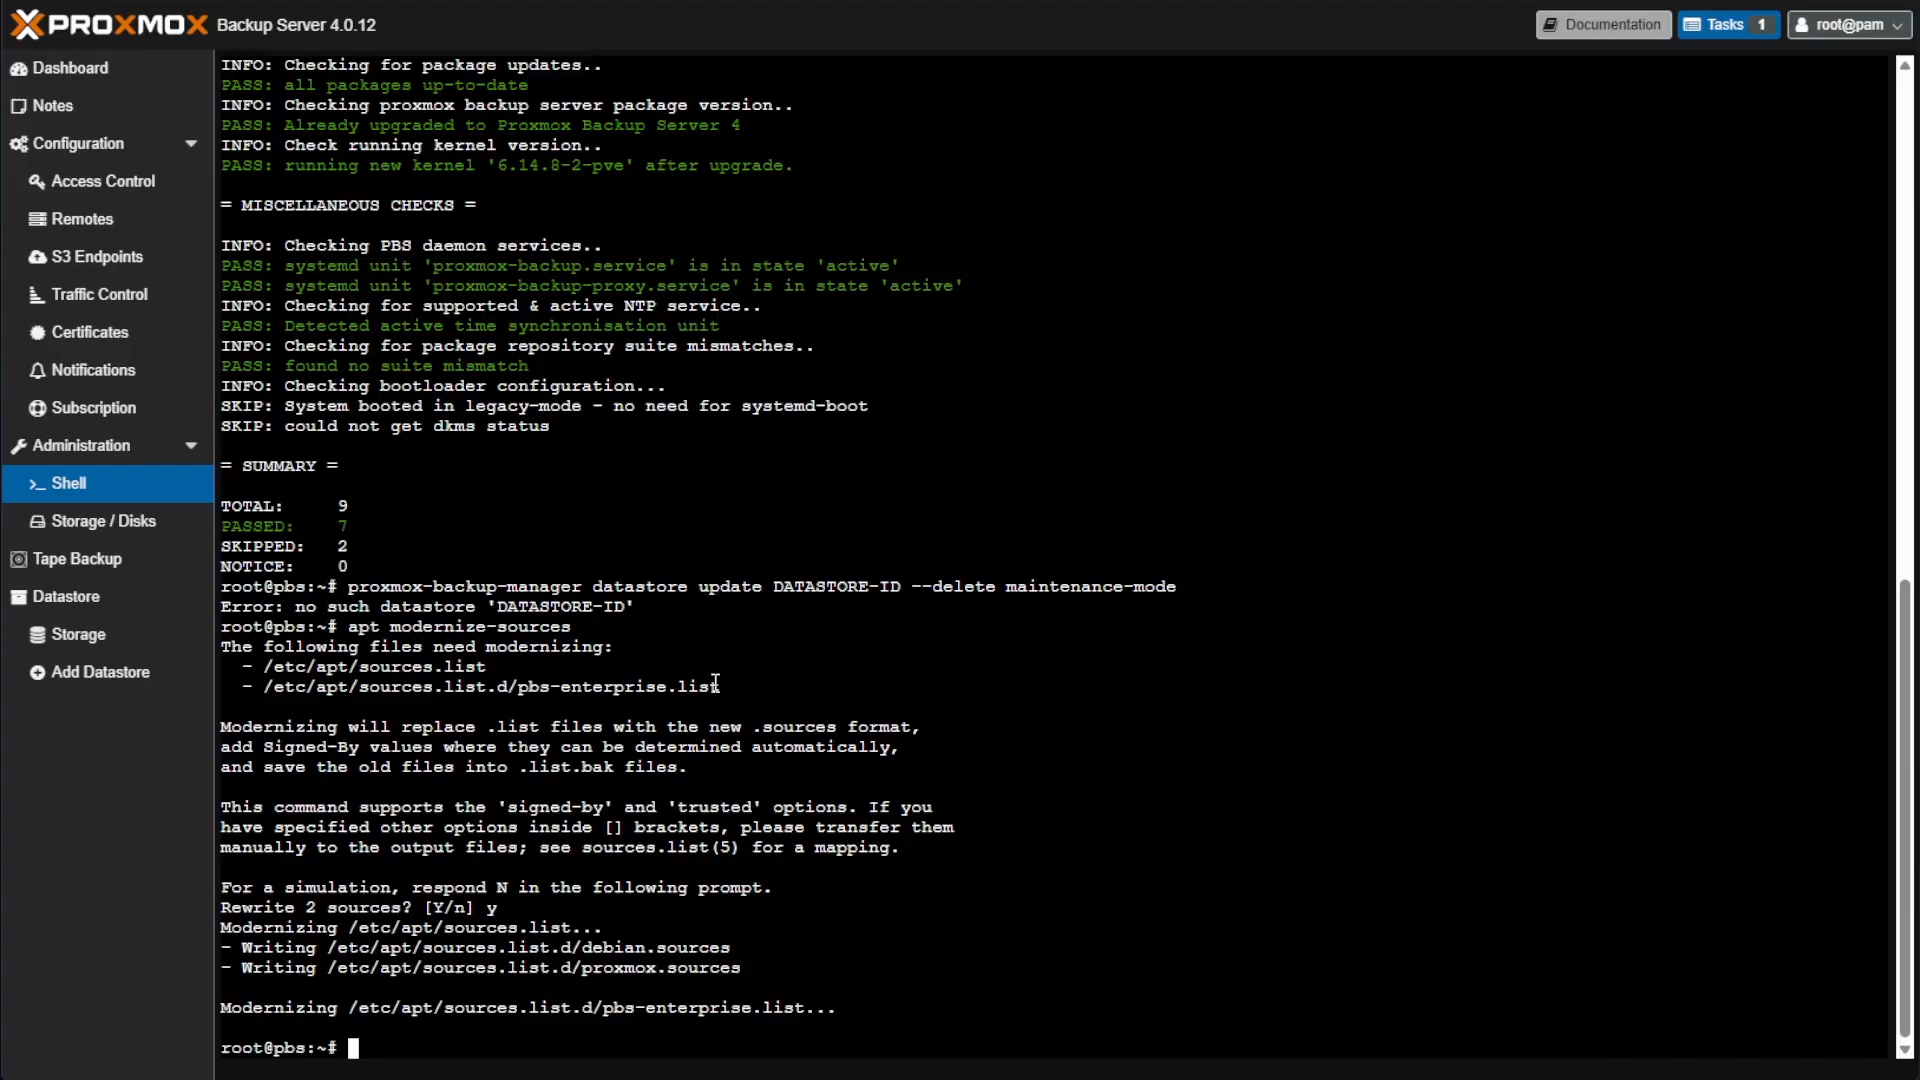 PROXMOX Backup Server 4.0.12
Documentation
Tasks 1
root@pam
Dashboard
Notes
Configuration
Access Control
Remotes
S3 Endpoints
Traffic Control
Certificates
Notifications
Subscription
Administration
Shell
Storage / Disks
Tape Backup
Datastore
Storage
Add Datastore
INFO: Checking for package updates..
PASS: all packages up-to-date
INFO: Checking proxmox backup server package version..
PASS: Already upgraded to Proxmox Backup Server 4
INFO: Check running kernel version..
PASS: running new kernel '6.14.8-2-pve' after upgrade.
= MISCELLANEOUS CHECKS =
INFO: Checking PBS daemon services..
PASS: systemd unit 'proxmox-backup.service' is in state 'active'
PASS: systemd unit 'proxmox-backup-proxy.service' is in state 'active'
INFO: Checking for supported & active NTP service..
PASS: Detected active time synchronisation unit
INFO: Checking for package repository suite mismatches..
PASS: found no suite mismatch
INFO: Checking bootloader configuration...
SKIP: System booted in legacy-mode - no need for systemd-boot
SKIP: could not get dkms status
= SUMMARY =
TOTAL: 9
PASSED: 7
SKIPPED: 2
NOTICE: 0
root@pbs:~# proxmox-backup-manager datastore update DATASTORE-ID --delete maintenance-mode
Error: no such datastore 'DATASTORE-ID'
root@pbs:~# apt modernize-sources
The following files need modernizing:
- /etc/apt/sources.list
- /etc/apt/sources.list.d/pbs-enterprise.list
Modernizing will replace .list files with the new .sources format,
add Signed-By values where they can be determined automatically,
and save the old files into .list.bak files.
This command supports the 'signed-by' and 'trusted' options. If you
have specified other options inside [] brackets, please transfer them
manually to the output files; see sources.list(5) for a mapping.
For a simulation, respond N in the following prompt.
Rewrite 2 sources? [Y/n] y
Modernizing /etc/apt/sources.list...
- Writing /etc/apt/sources.list.d/debian.sources
- Writing /etc/apt/sources.list.d/proxmox.sources
Modernizing /etc/apt/sources.list.d/pbs-enterprise.list...
root@pbs:~#